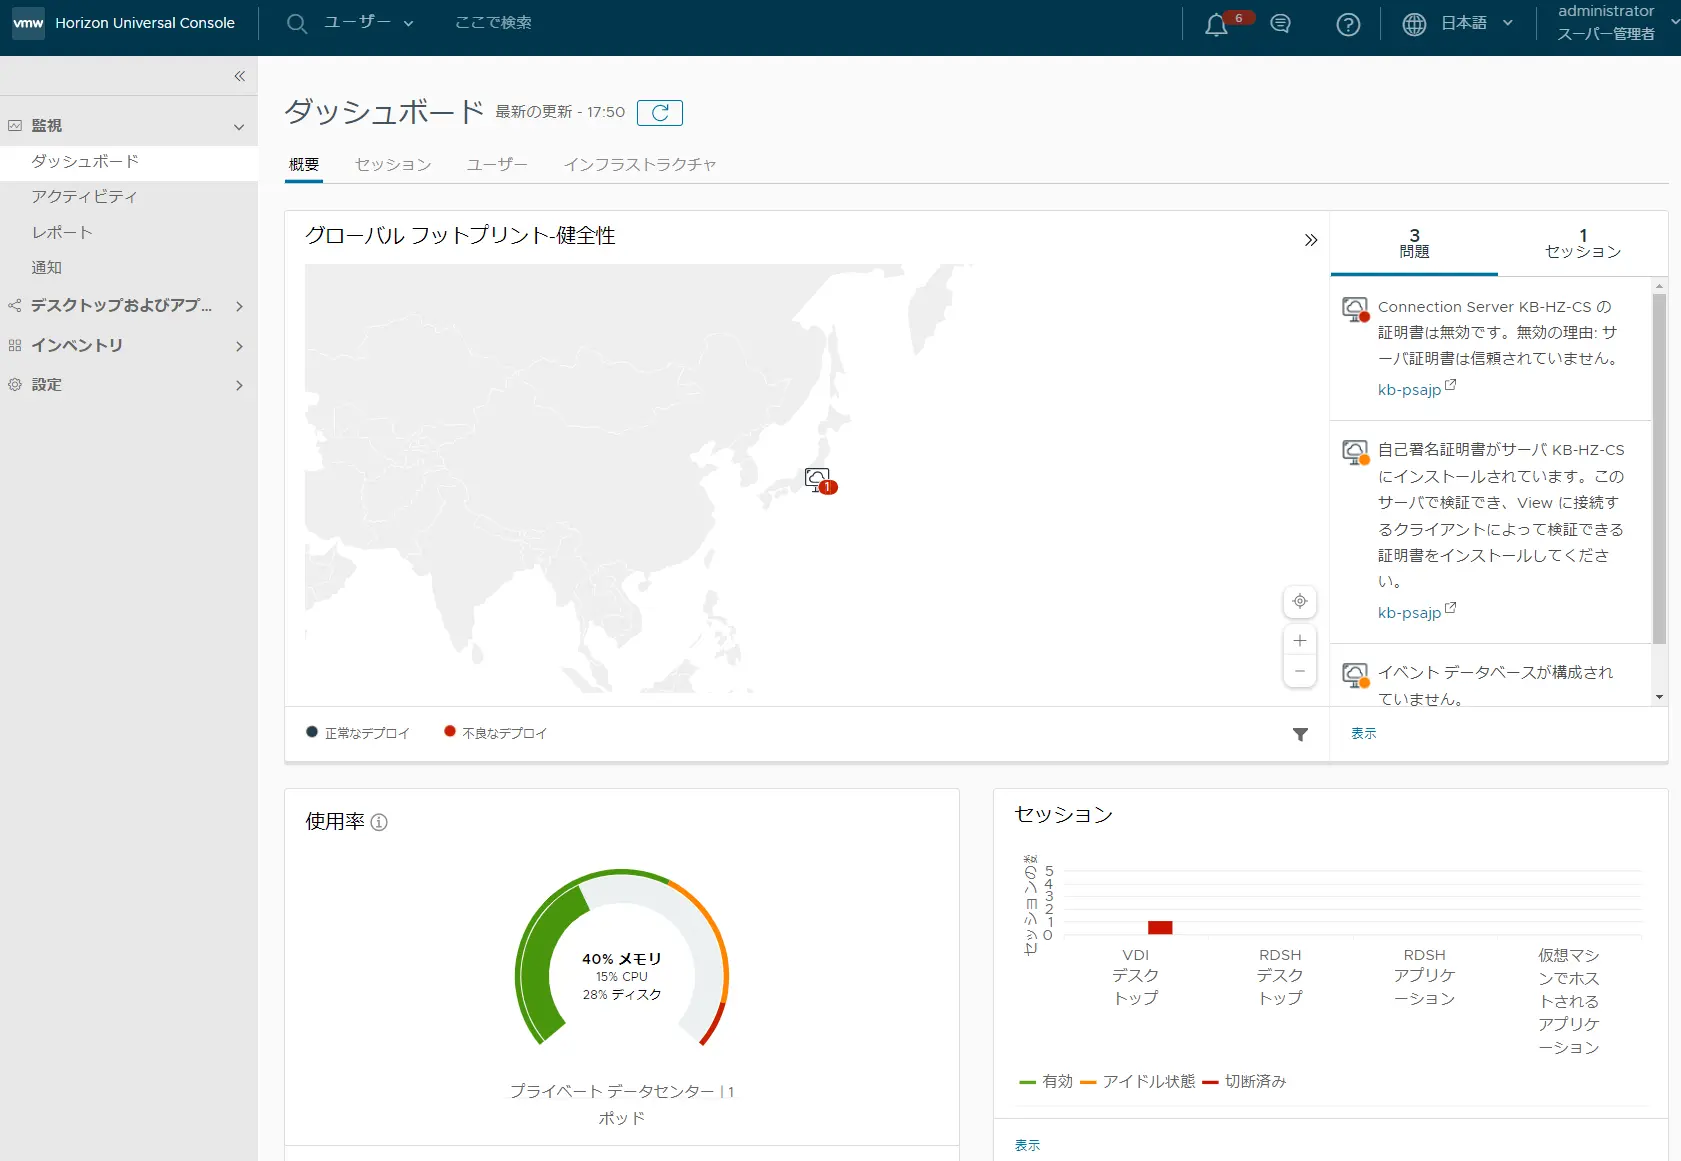 vmw Horizon Universal Console
ユーザー
ここで検索
6
日本語
administrator
スーパー管理者
監視
ダッシュボード
アクティビティ
レポート
通知
デスクトップおよびアプ...
インベントリ
設定
ダッシュボード 最新の更新 - 17:50
概要 セッション ユーザー インフラストラクチャ
グローバル フットプリント-健全性
1
正常なデプロイ 不良なデプロイ
3
問題
1
セッション
Connection Server KB-HZ-CS の
証明書は無効です。無効の理由: サ
ーバ証明書は信頼されていません。
kb-psajp
自己署名証明書がサーバ KB-HZ-CS
にインストールされています。この
サーバで検証でき、View に接続す
るクライアントによって検証できる
証明書をインストールしてくださ
い。
kb-psajp
イベント データベースが構成され
ていません。
表示
使用率
40% メモリ
15% CPU
28% ディスク
プライベート データセンター | 1
ポッド
セッション
セッションの数
5
4
3
2
1
0
VDI
デスク
トップ
RDSH
デスク
トップ
RDSH
アプリケ
ーション
仮想マシ
ンでホス
トされる
アプリケ
ーション
有効 アイドル状態 切断済み
表示